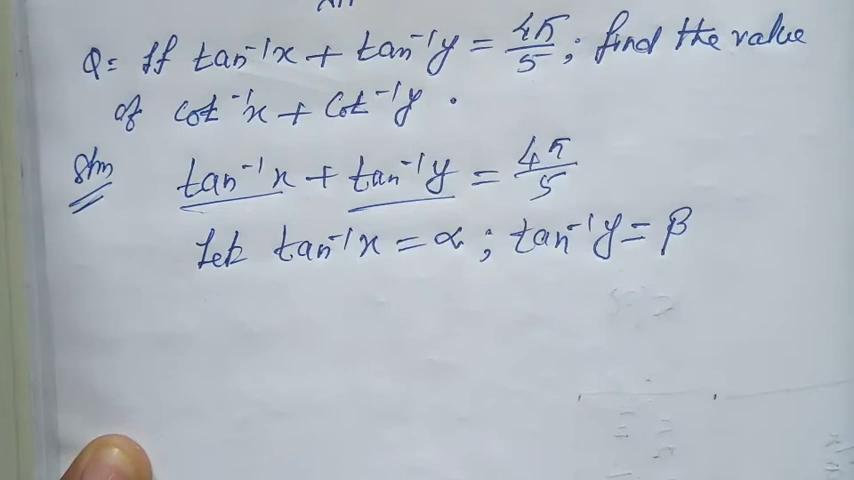 Q= If tan⁻¹x + tan⁻¹y = 4π/5; find the value
of cot⁻¹x + Cot⁻¹y .
Soln tan⁻¹x + tan⁻¹y = 4π/5
Let tan⁻¹x = α ; tan⁻¹y = β